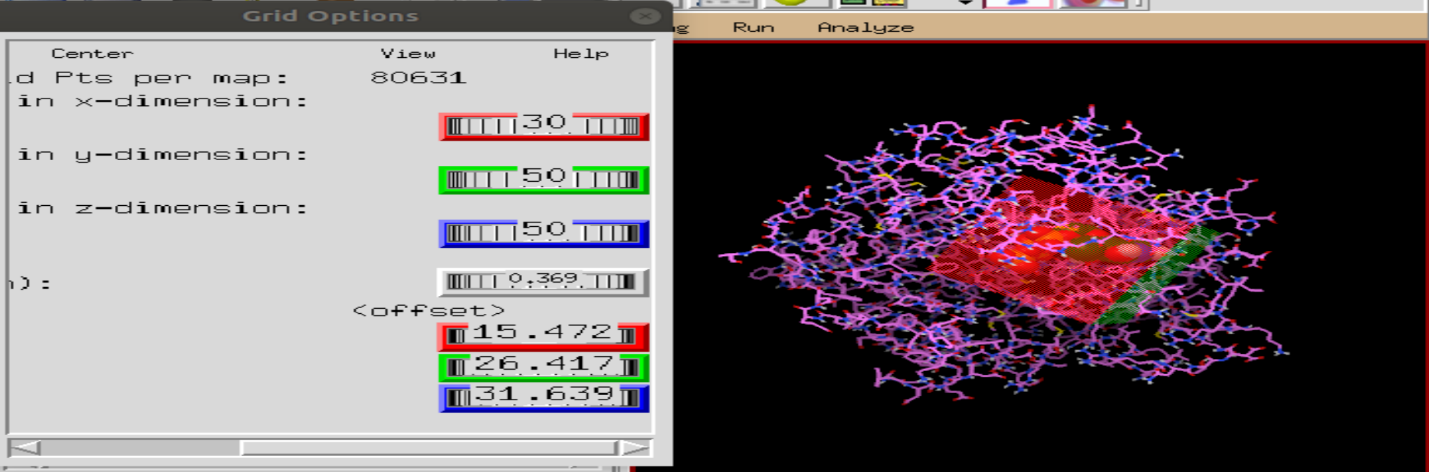 Grid Options
Run Analyze
Center View Help
Pts per map: 80631
in x-dimension:
30
in y-dimension:
50
in z-dimension:
50
0.369
<offset>
15.472
26.417
31.639